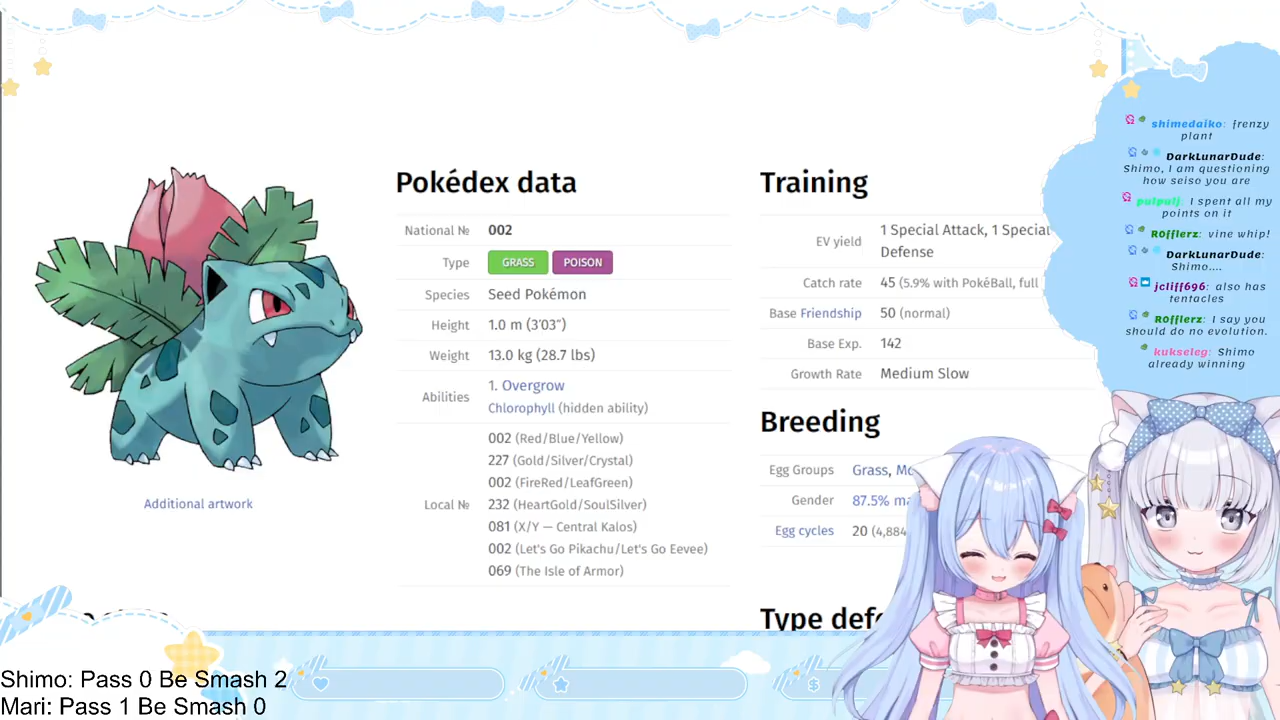 Pokédex data
National № 002
Type GRASS POISON
Species Seed Pokémon
Height 1.0 m (3′03″)
Weight 13.0 kg (28.7 lbs)
Abilities 1. Overgrow
Chlorophyll (hidden ability)
Local № 002 (Red/Blue/Yellow)
227 (Gold/Silver/Crystal)
002 (FireRed/LeafGreen)
232 (HeartGold/SoulSilver)
081 (X/Y — Central Kalos)
002 (Let's Go Pikachu/Let's Go Eevee)
069 (The Isle of Armor)
Additional artwork
Training
EV yield 1 Special Attack, 1 Special
Defense
Catch rate 45 (5.9% with PokéBall, full
Base Friendship 50 (normal)
Base Exp. 142
Growth Rate Medium Slow
Breeding
Egg Groups Grass,
Gender 87.5%
Egg cycles 20 (4,884
Type
shimedaiko: frenzy
plant
DarkLunarDude:
Shimo, I am questioning
how seiso you are
pulpulj: I spent all my
points on it
R0fflerz: vine whip!
DarkLunarDude:
Shimo....
jcliff696: also has
tentacles
R0fflerz: I say you
should do no evolution.
kukseleg: Shimo
already winning
$
Shimo: Pass 0 Be Smash 2
Mari: Pass 1 Be Smash 0